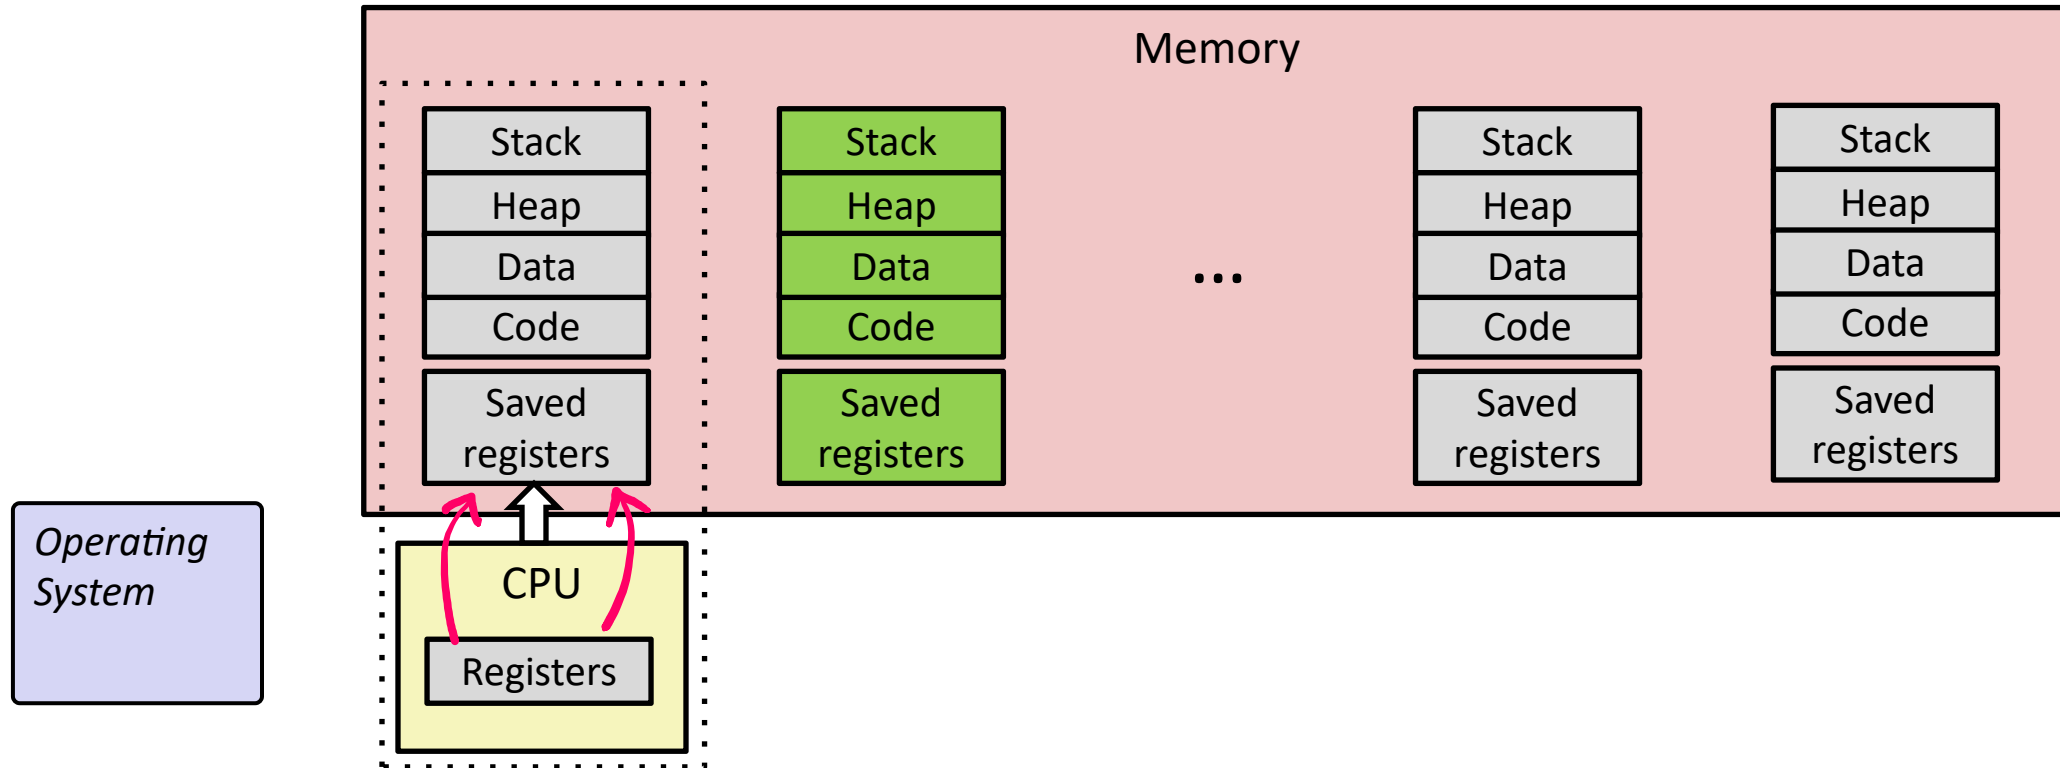 Memory
Stack
Heap
Data
Code
Saved
registers
Stack
Heap
Data
Code
Saved
registers
...
Stack
Heap
Data
Code
Saved
registers
Stack
Heap
Data
Code
Saved
registers
Operating
System
CPU
Registers